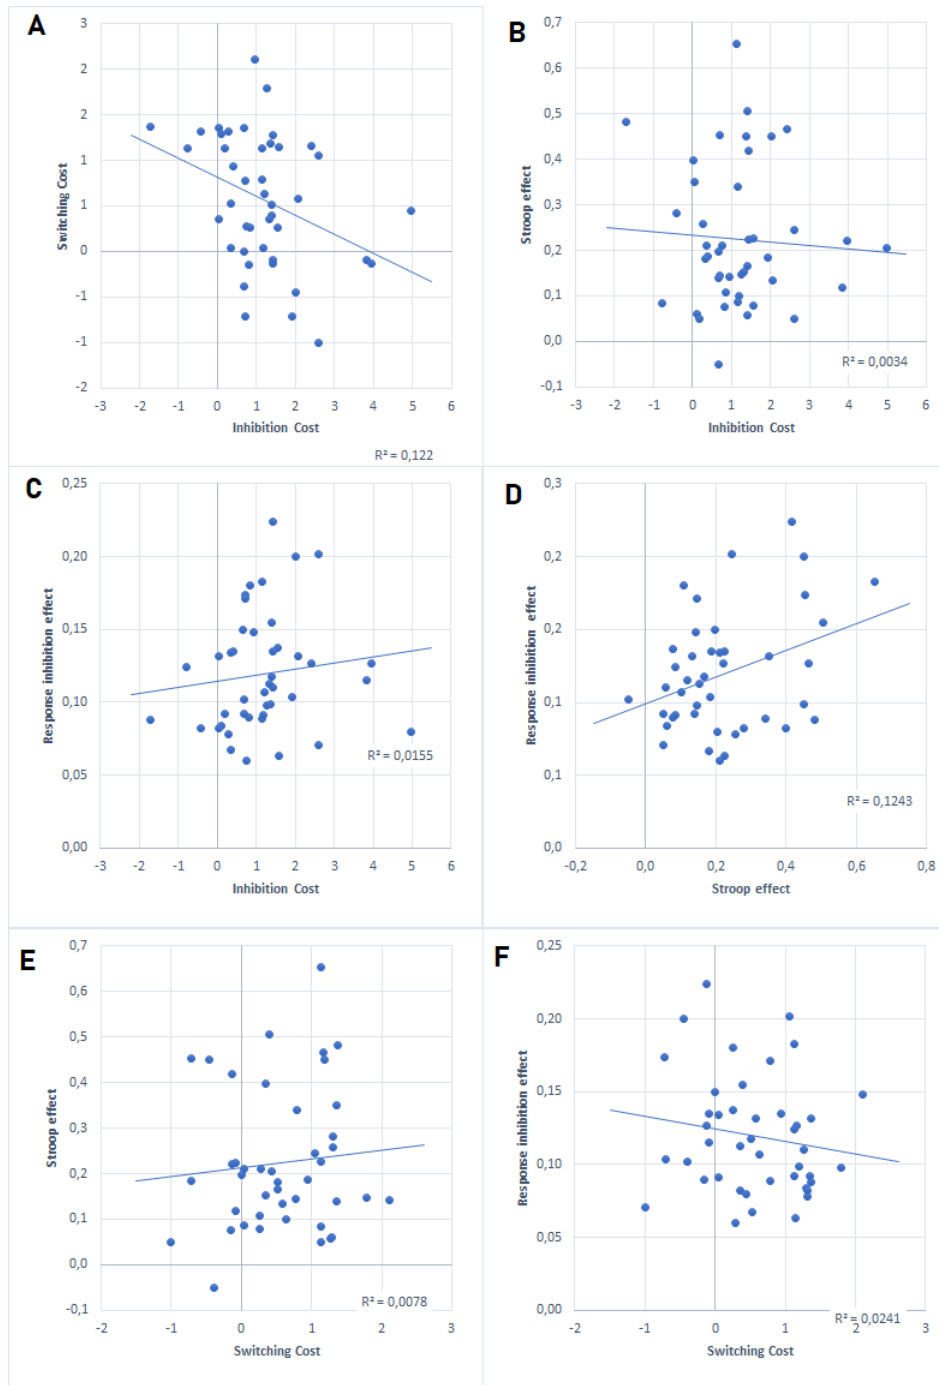 A
3
2
2
1
1
0
-1
-1
-2
Switching Cost
-3 -2 -1 0 1 2 3 4 5 6
Inhibition Cost
R² = 0,122
B
0,7
0,6
0,5
0,4
0,3
0,2
0,1
0,0
-0,1
Stroop effect
R² = 0,0034
-3 -2 -1 0 1 2 3 4 5 6
Inhibition Cost
C
0,25
0,20
0,15
0,10
0,05
0,00
Response inhibition effect
R² = 0,0155
-3 -2 -1 0 1 2 3 4 5 6
Inhibition Cost
D
0,3
0,2
0,2
0,1
0,1
0,0
Response inhibition effect
R² = 0,1243
-0,2 0,0 0,2 0,4 0,6 0,8
Stroop effect
E
0,7
0,6
0,5
0,4
0,3
0,2
0,1
0,0
-0,1
Stroop effect
R² = 0,0078
-2 -1 0 1 2 3
Switching Cost
F
0,25
0,20
0,15
0,10
0,05
0,00
Response inhibition effect
R² = 0,0241
-2 -1 0 1 2 3
Switching Cost